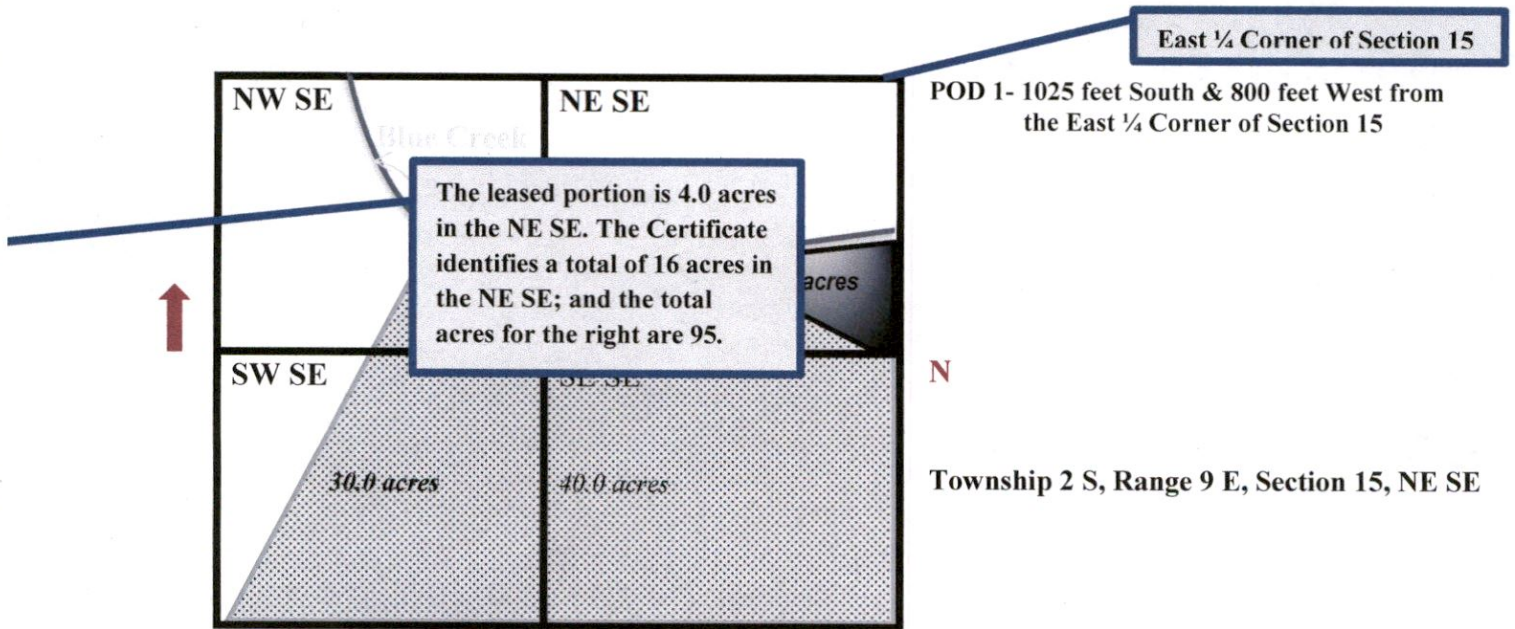 East ¼ Corner of Section 15
NW SE
NE SE
POD 1- 1025 feet South & 800 feet West from
the East ¼ Corner of Section 15
Blue Creek
The leased portion is 4.0 acres
in the NE SE. The Certificate
identifies a total of 16 acres in
the NE SE; and the total
acres for the right are 95.
acres
SW SE
SE SE
N
30.0 acres
40.0 acres
Township 2 S, Range 9 E, Section 15, NE SE